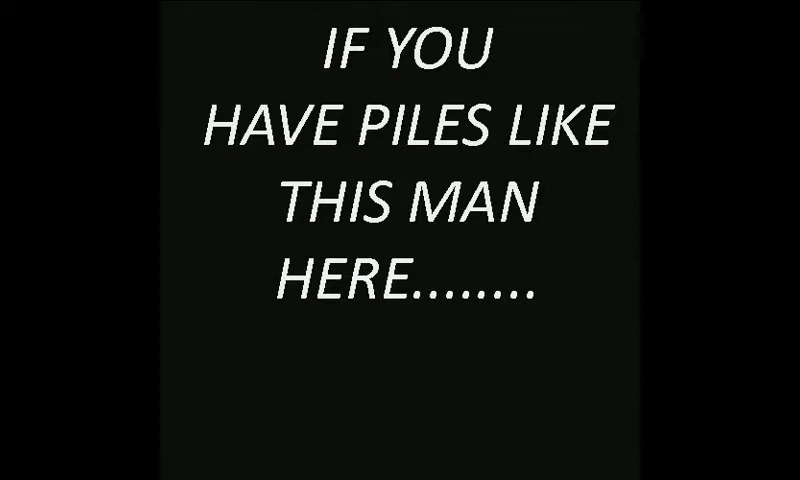 IF YOU
HAVE PILES LIKE
THIS MAN
HERE........